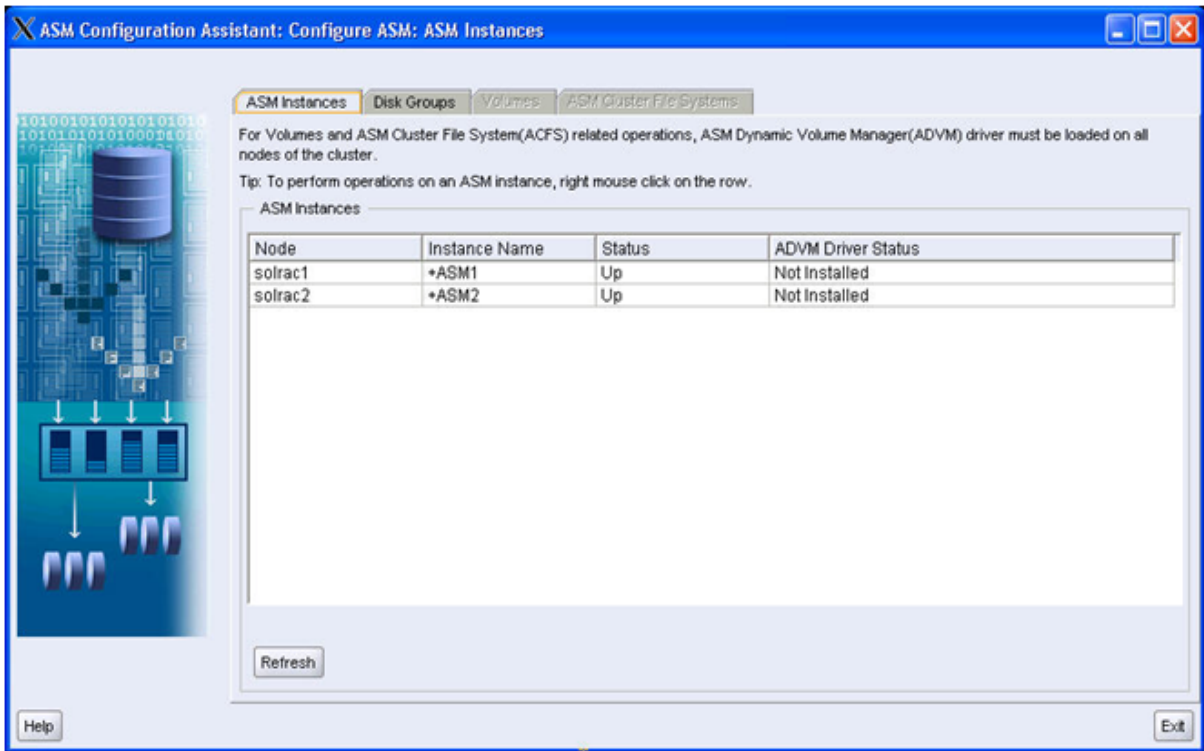 ASM Configuration Assistant: Configure ASM: ASM Instances
ASM Instances Disk Groups Volumes ASM Cluster File Systems
For Volumes and ASM Cluster File System(ACFS) related operations, ASM Dynamic Volume Manager(ADVM) driver must be loaded on all
nodes of the cluster.
Tip: To perform operations on an ASM instance, right mouse click on the row.
ASM Instances
Node Instance Name Status ADVM Driver Status
solrac1 +ASM1 Up Not Installed
solrac2 +ASM2 Up Not Installed
Refresh
Help Exit